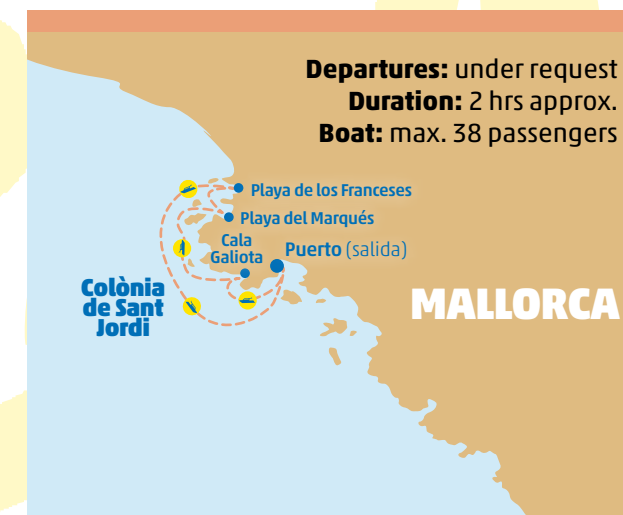 Departures: under request
Duration: 2 hrs approx.
Boat: max. 38 passengers
Playa de los Franceses
Playa del Marqués
Cala
Galiota
Puerto (salida)
Colònia
de Sant
Jordi
MALLORCA